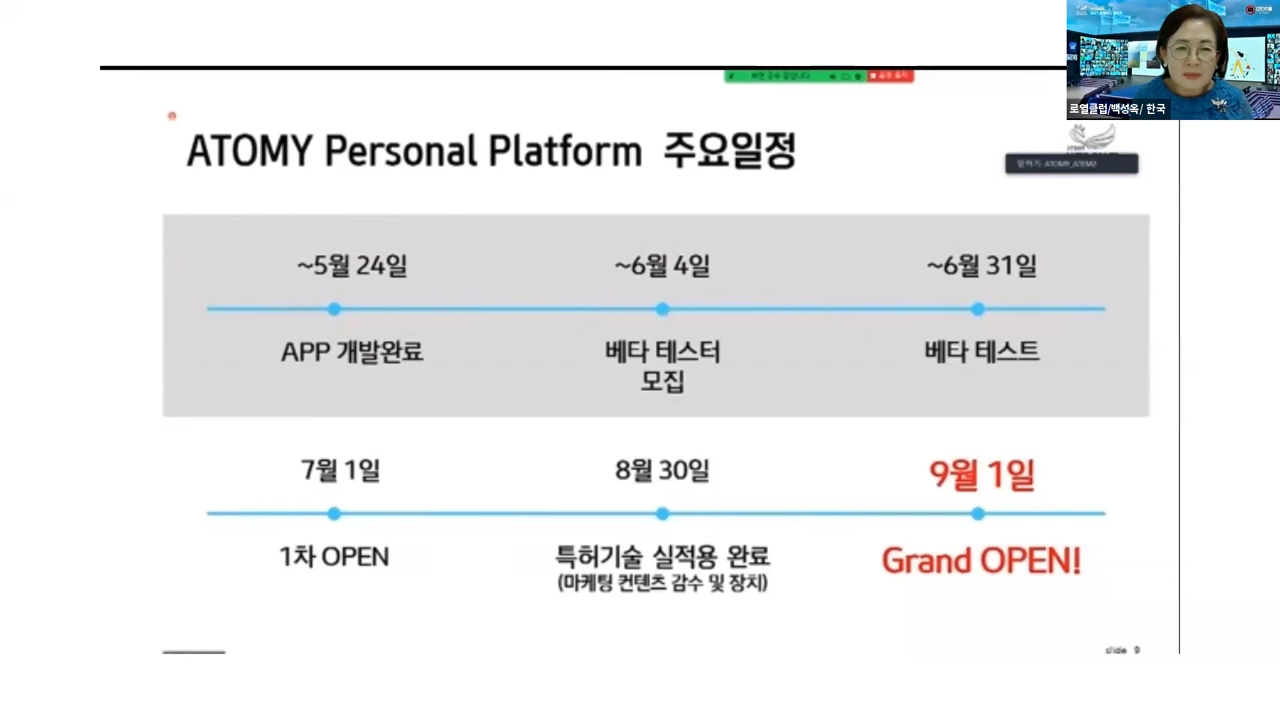 로열클럽/백성옥/ 한국
ATOMY Personal Platform 주요일정
~5월 24일
~6월 4일
~6월 31일
APP 개발완료
베타 테스터
모집
베타 테스트
7월 1일
8월 30일
9월 1일
1차 OPEN
특허기술 실적용 완료
(마케팅 컨텐츠 감수 및 장치)
Grand OPEN!
slide 9